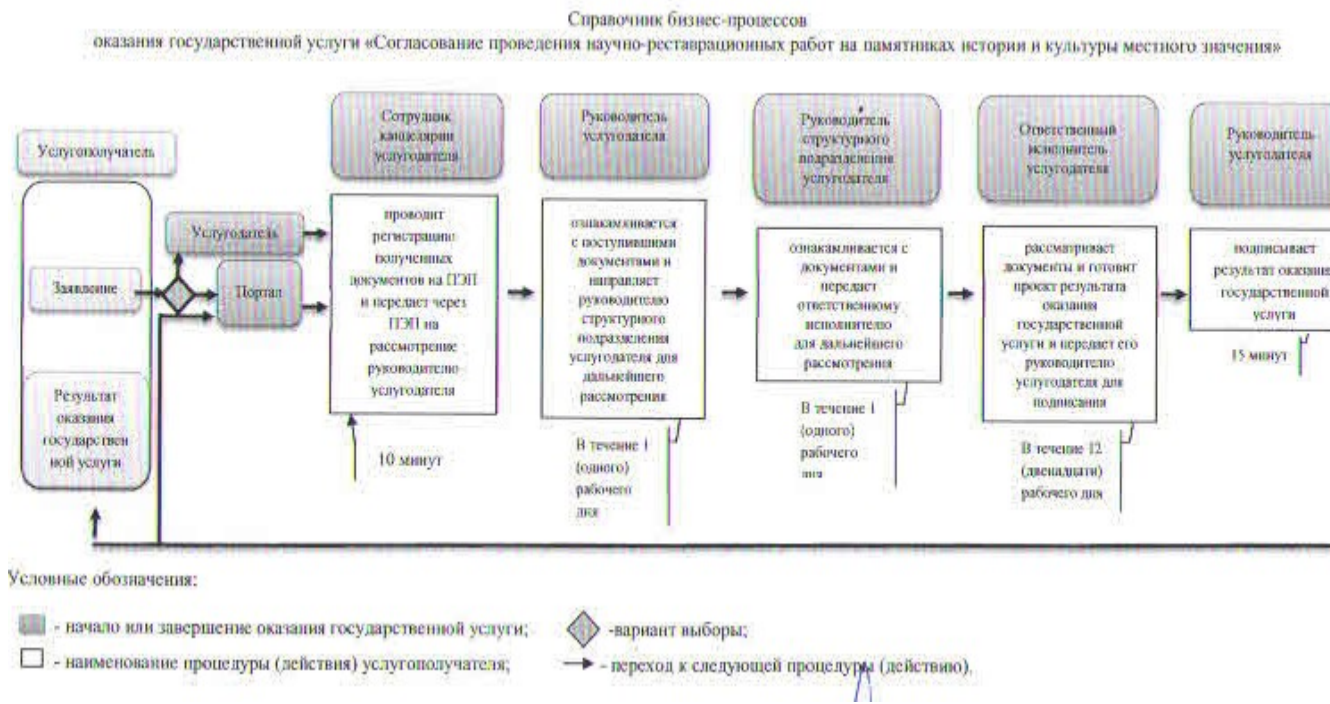 Справочник бизнес-процессов
оказания государственной услуги «Согласование проведения научно-реставрационных работ на памятниках истории и культуры местного значения»
Услугополучатель
Заявление
Результат
оказания
государствен
ной услуги
Услугодатель
Портал
Сотрудник
канцелярии
услугодателя
проводит
регистрацию
полученных
документов на ПЭП
и передает через
ПЭП на
рассмотрение
руководителю
услугодателя
10 минут
Руководитель
услугодателя
ознакамливается
с поступившими
документами и
направляет
руководителю
структурного
подразделения
услугодателя для
дальнейшего
рассмотрения
В течение 1
(одного)
рабочего
дня
Руководитель
структурного
подразделения
услугодателя
ознакамливается с
документами и
передает
ответственному
исполнителю
для дальнейшего
рассмотрения
В течение 1
(одного)
рабочего
дня
Ответственный
исполнитель
услугодателя
рассматривает
документы и готовит
проект результата
оказания
государственной
услуги и передает его
руководителю
услугодателя для
подписания
В течение 12
(двенадцати)
рабочего дня
Руководитель
услугодателя
подписывает
результат оказания
государственной
услуги
15 минут
Условные обозначения:
- начало или завершение оказания государственной услуги;
-вариант выборы;
- наименование процедуры (действия) услугополучателя;
- переход к следующей процедуры (действию).